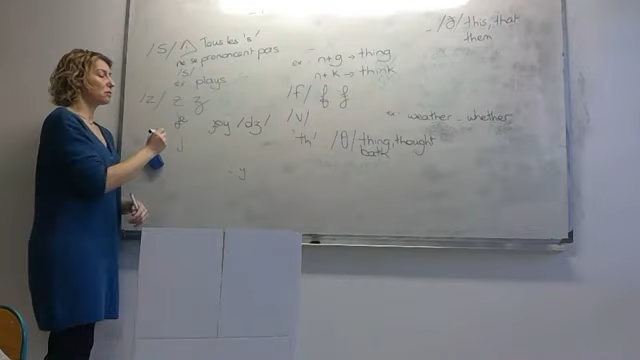 /S/ ⚠ Tous les 's'
ne se prononcent pas
/s/
ex plays
/z/ z z
je joy /dʒ/
j
- y
ex: n+g → thing
n+k → think
/f/ f f
/v/
ex: weather - whether
'th' /θ/ thing, thought
bath
- /ð/ this, that
them